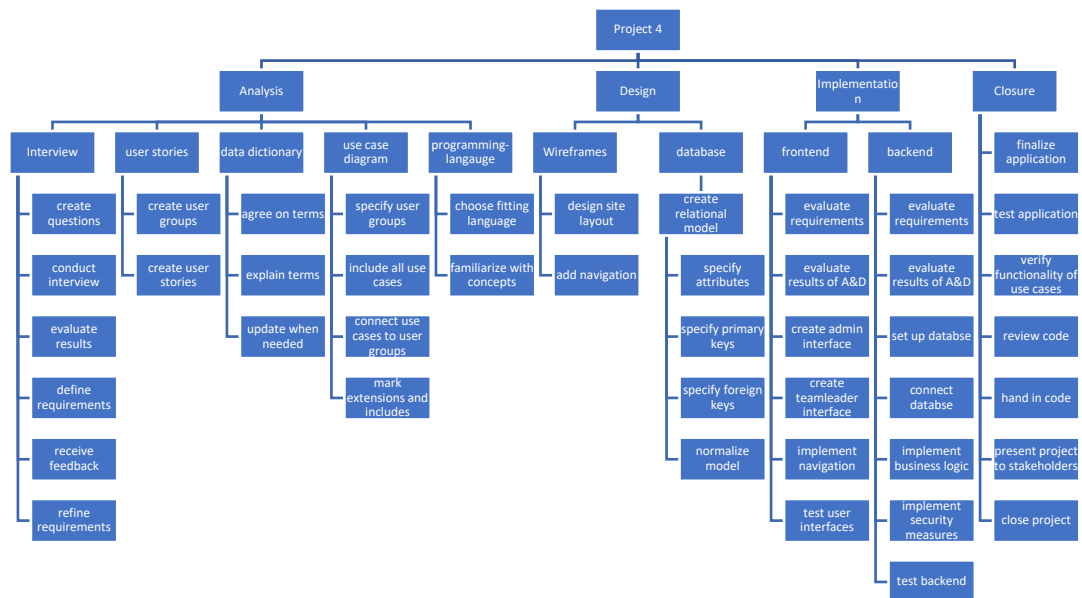 Project 4
Analysis
Design
Implementatio
n
Closure
Interview
user stories
data dictionary
use case
diagram
programming-
langauge
Wireframes
database
frontend
backend
finalize
application
create
questions
create user
groups
agree on terms
specify user
groups
choose fitting
language
design site
layout
create
relational
model
evaluate
requirements
evaluate
requirements
test application
conduct
interview
create user
stories
explain terms
include all use
cases
familiarize with
concepts
add navigation
specify
attributes
evaluate
results of A&D
evaluate
results of A&D
verify
functionality of
use cases
evaluate
results
update when
needed
connect use
cases to user
groups
specify primary
keys
create admin
interface
set up databse
review code
define
requirements
mark
extensions and
includes
specify foreign
keys
create
teamleader
interface
connect
databse
hand in code
receive
feedback
normalize
model
implement
navigation
implement
business logic
present project
to stakeholders
refine
requirements
test user
interfaces
implement
security
measures
close project
test backend